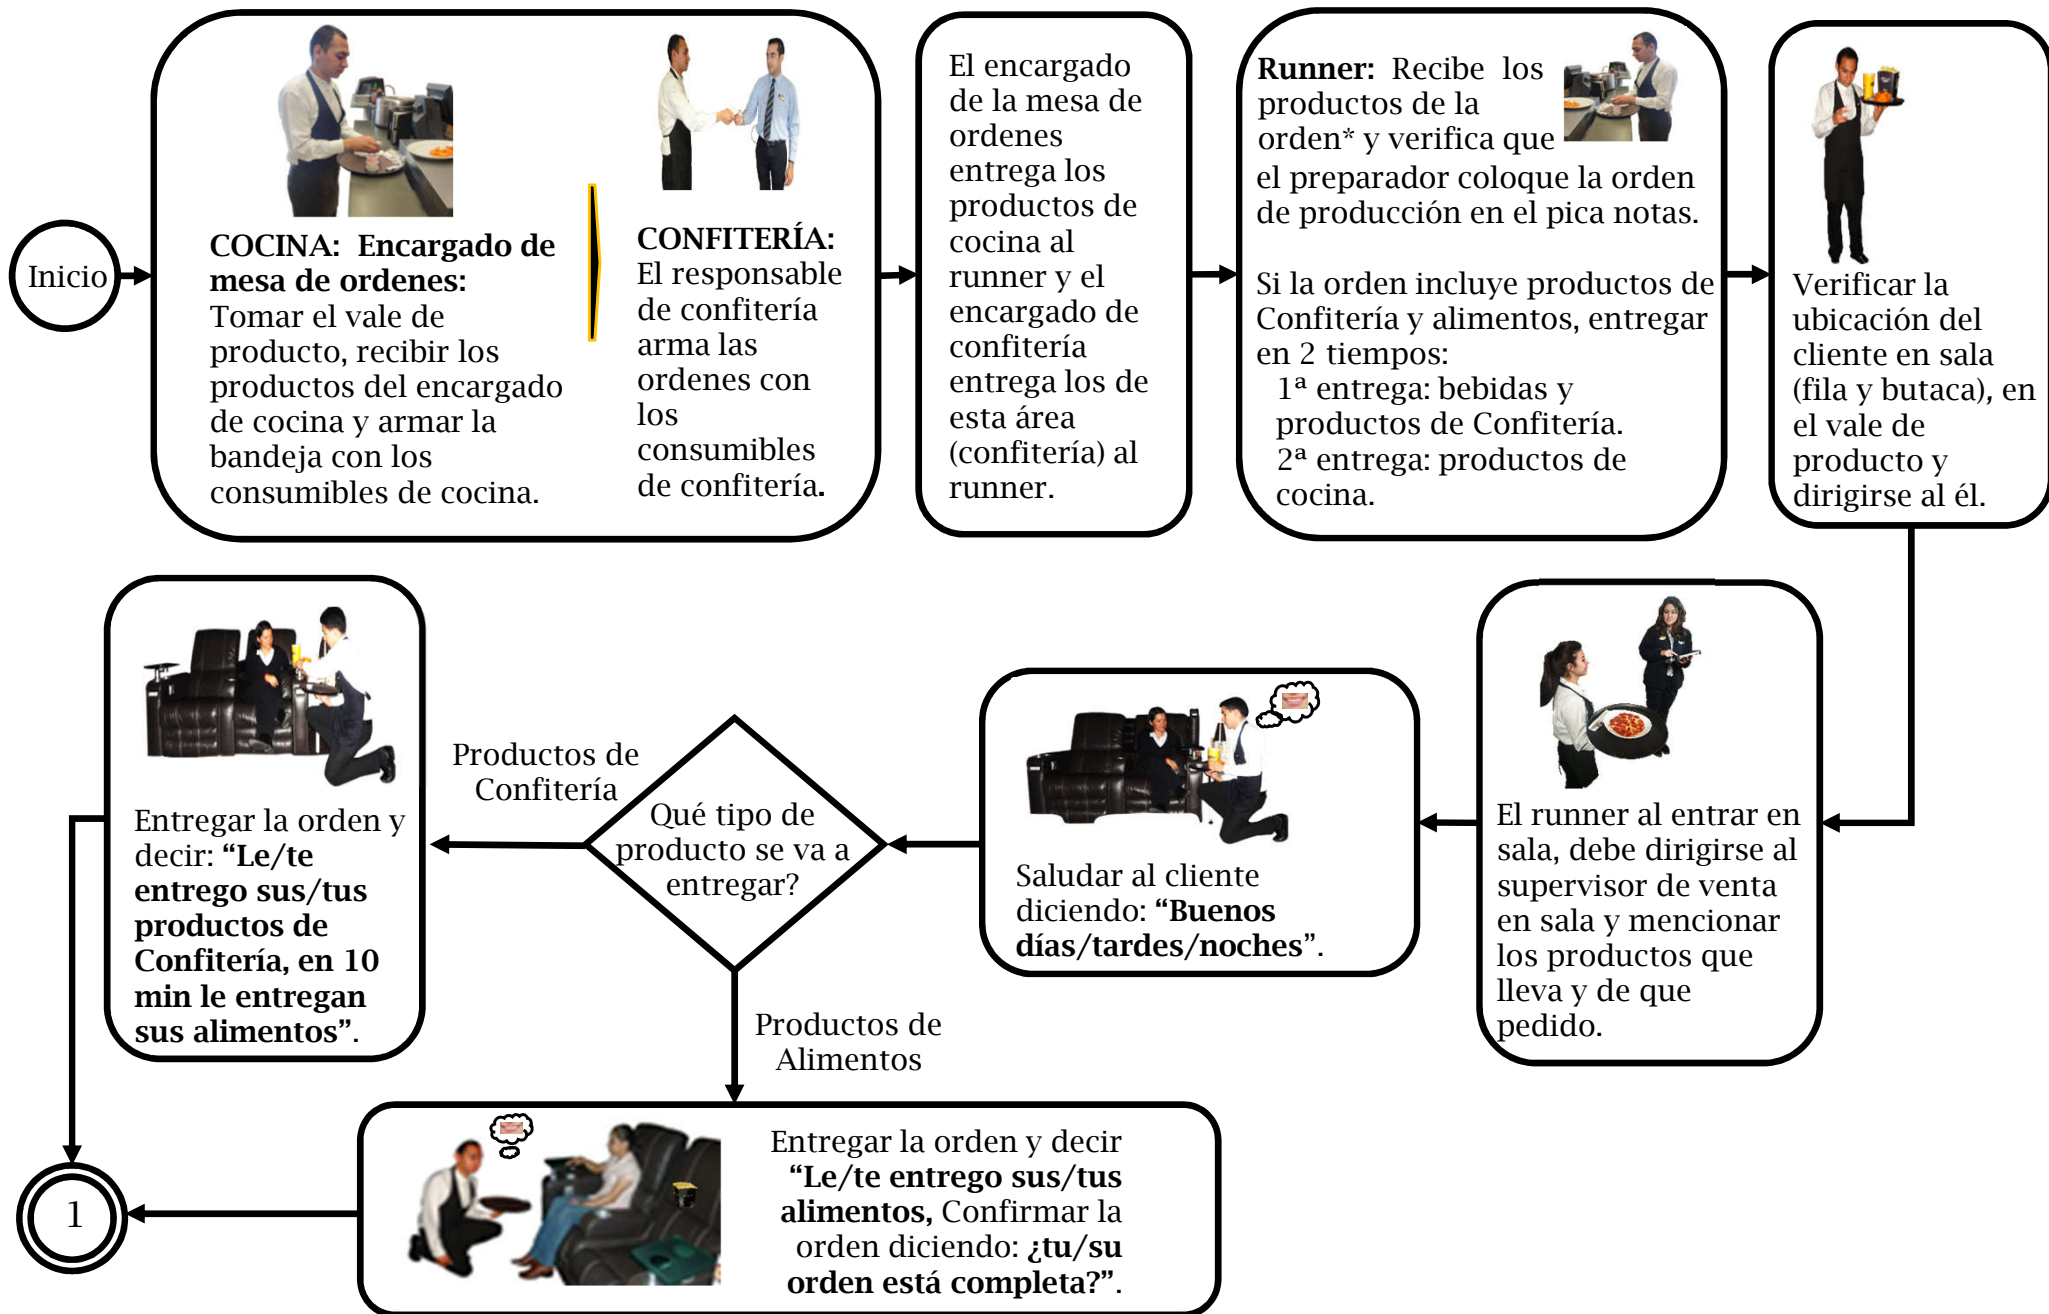 Inicio
COCINA: Encargado de
mesa de ordenes:
Tomar el vale de
producto, recibir los
productos del encargado
de cocina y armar la
bandeja con los
consumibles de cocina.
CONFITERÍA:
El responsable
de confitería
arma las
ordenes con
los
consumibles
de confitería.
El encargado
de la mesa de
ordenes
entrega los
productos de
cocina al
runner y el
encargado de
confitería
entrega los de
esta área
(confitería) al
runner.
Runner: Recibe los
productos de la
orden* y verifica que
el preparador coloque la orden
de producción en el pica notas.
Si la orden incluye productos de
Confitería y alimentos, entregar
en 2 tiempos:
1ª entrega: bebidas y
productos de Confitería.
2ª entrega: productos de
cocina.
Verificar la
ubicación del
cliente en sala
(fila y butaca), en
el vale de
producto y
dirigirse al él.
El runner al entrar en
sala, debe dirigirse al
supervisor de venta
en sala y mencionar
los productos que
lleva y de que
pedido.
Saludar al cliente
diciendo: “Buenos
días/tardes/noches”.
Qué tipo de
producto se va a
entregar?
Productos de
Confitería
Entregar la orden y
decir: “Le/te
entrego sus/tus
productos de
Confitería, en 10
min le entregan
sus alimentos”.
Productos de
Alimentos
Entregar la orden y decir
“Le/te entrego sus/tus
alimentos, Confirmar la
orden diciendo: ¿tu/su
orden está completa?”.
1